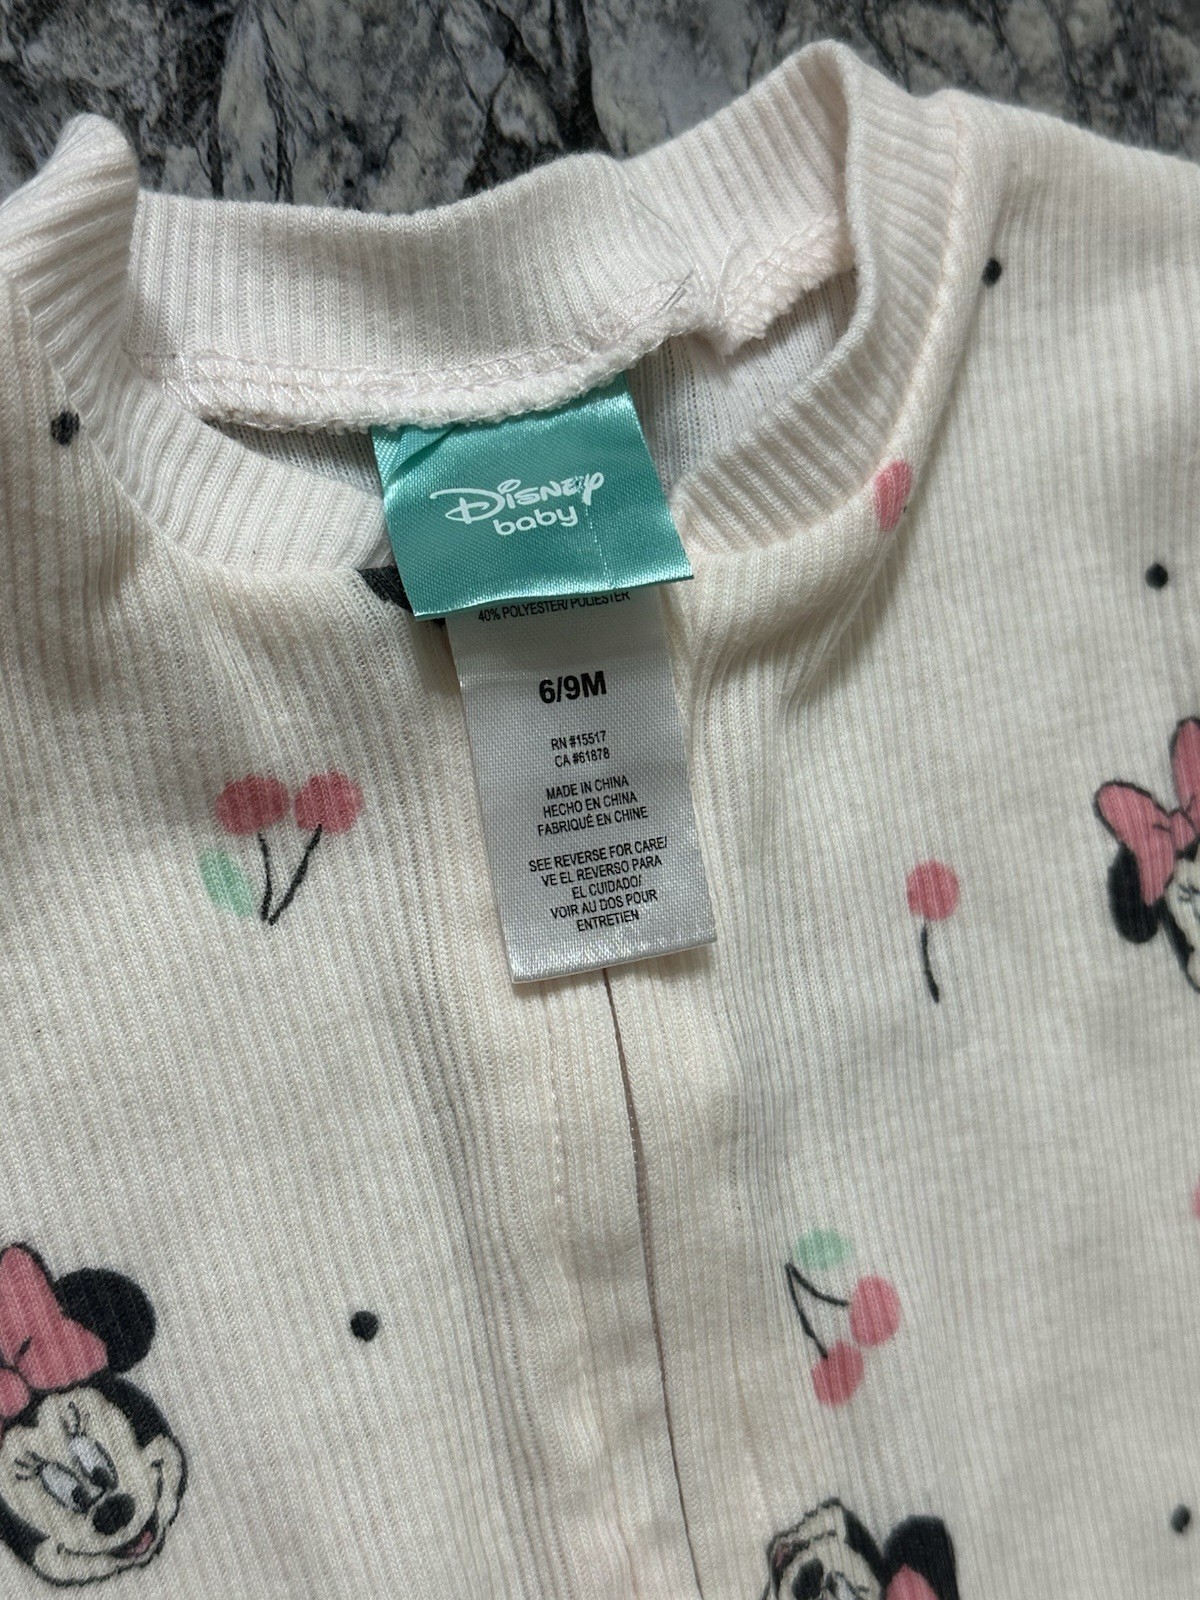 Disney
baby
40% POLYESTER/POLIESTER
6/9M
RN #15517
CA #61878
MADE IN CHINA
HECHO EN CHINA
FABRIQUÉ EN CHINE
SEE REVERSE FOR CARE/
VE EL REVERSO PARA
EL CUIDADO/
VOIR AU DOS POUR
ENTRETIEN